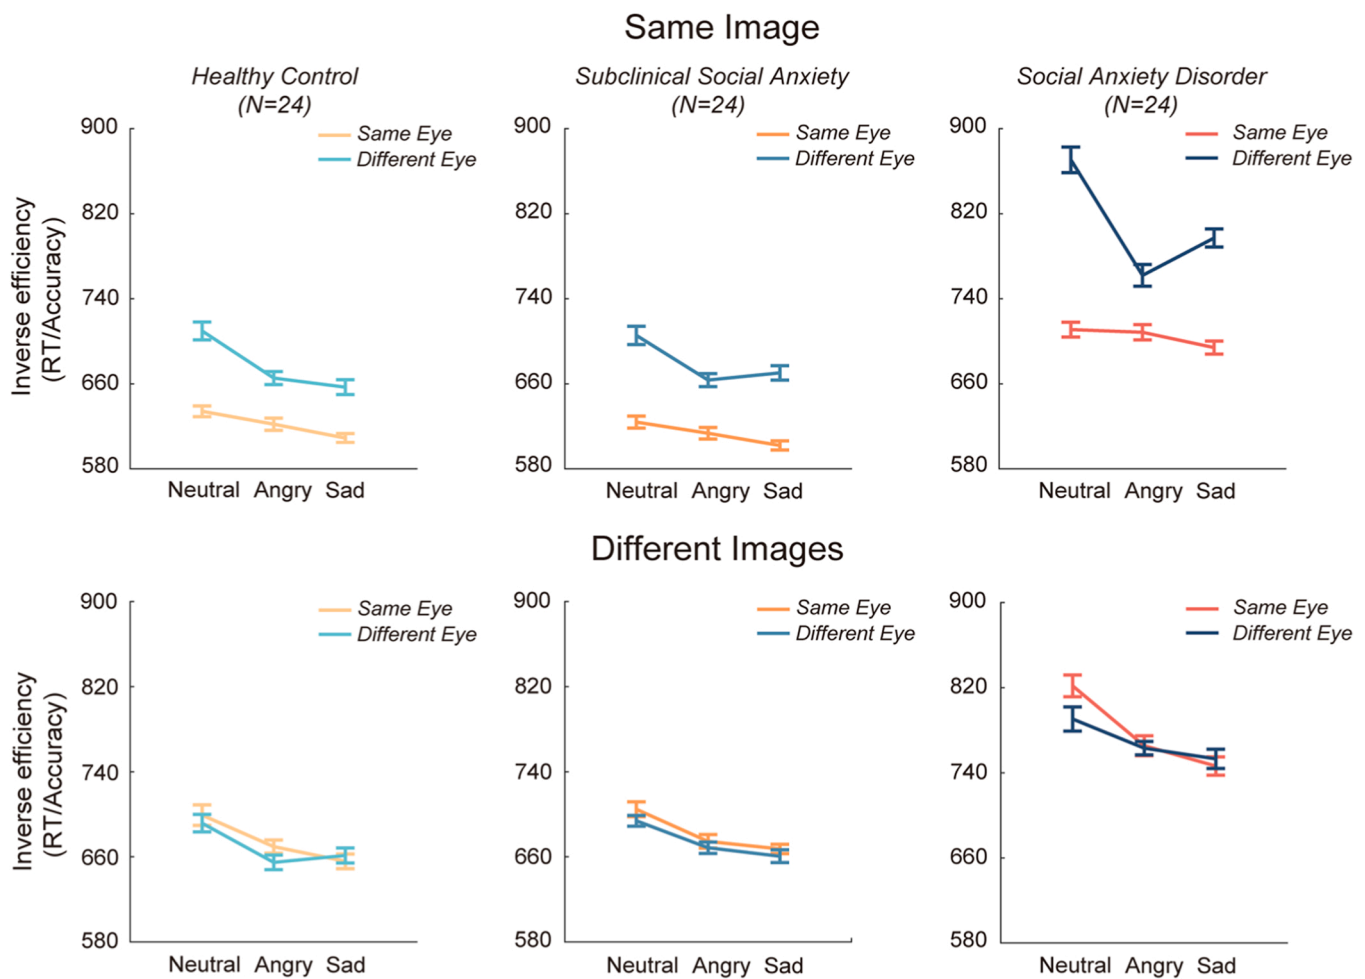 Same Image
Healthy Control
(N=24)
Subclinical Social Anxiety
(N=24)
Social Anxiety Disorder
(N=24)
Inverse efficiency
(RT/Accuracy)
900
820
740
660
580
Same Eye
Different Eye
Neutral Angry Sad
900
820
740
660
580
Same Eye
Different Eye
Neutral Angry Sad
900
820
740
660
580
Same Eye
Different Eye
Neutral Angry Sad
Different Images
Inverse efficiency
(RT/Accuracy)
900
820
740
660
580
Same Eye
Different Eye
Neutral Angry Sad
900
820
740
660
580
Same Eye
Different Eye
Neutral Angry Sad
900
820
740
660
580
Same Eye
Different Eye
Neutral Angry Sad